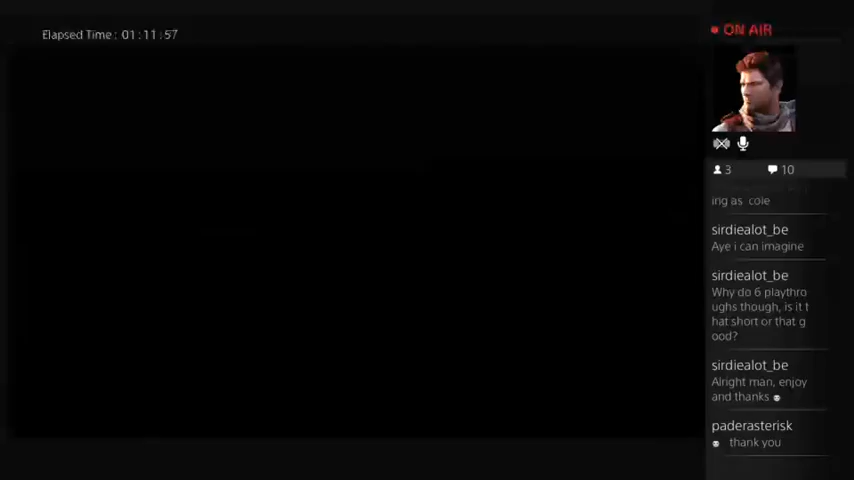 Elapsed Time : 01:11:57
ON AIR
3 10
ing as cole
sirdiealot_be
Aye i can imagine
sirdiealot_be
Why do 6 playthro
ughs though, is it t
hat short or that g
ood?
sirdiealot_be
Alright man, enjoy
and thanks
paderasterisk
thank you